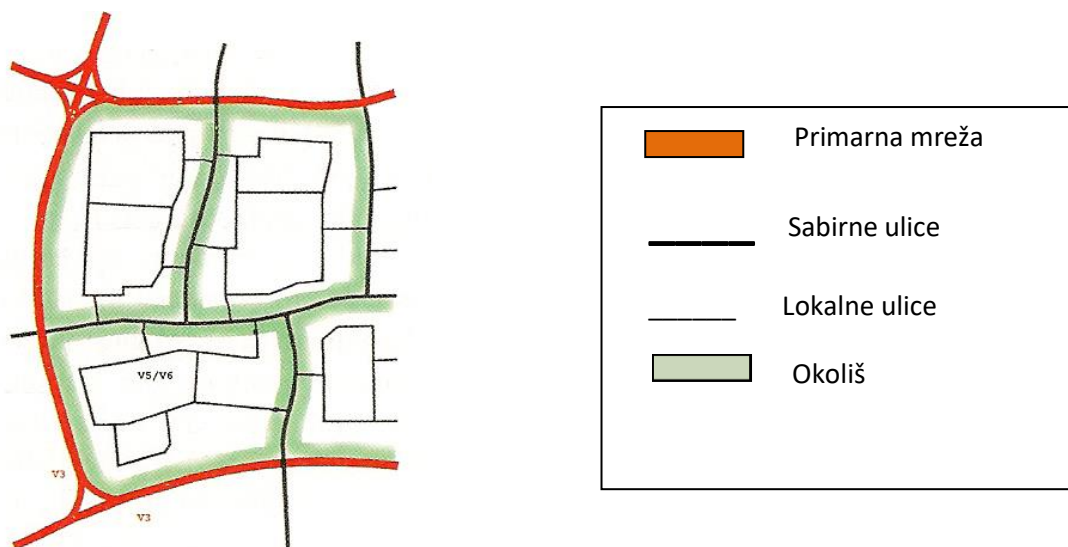 V5/V6
V3
V3
Primarna mreža
Sabirne ulice
Lokalne ulice
Okoliš